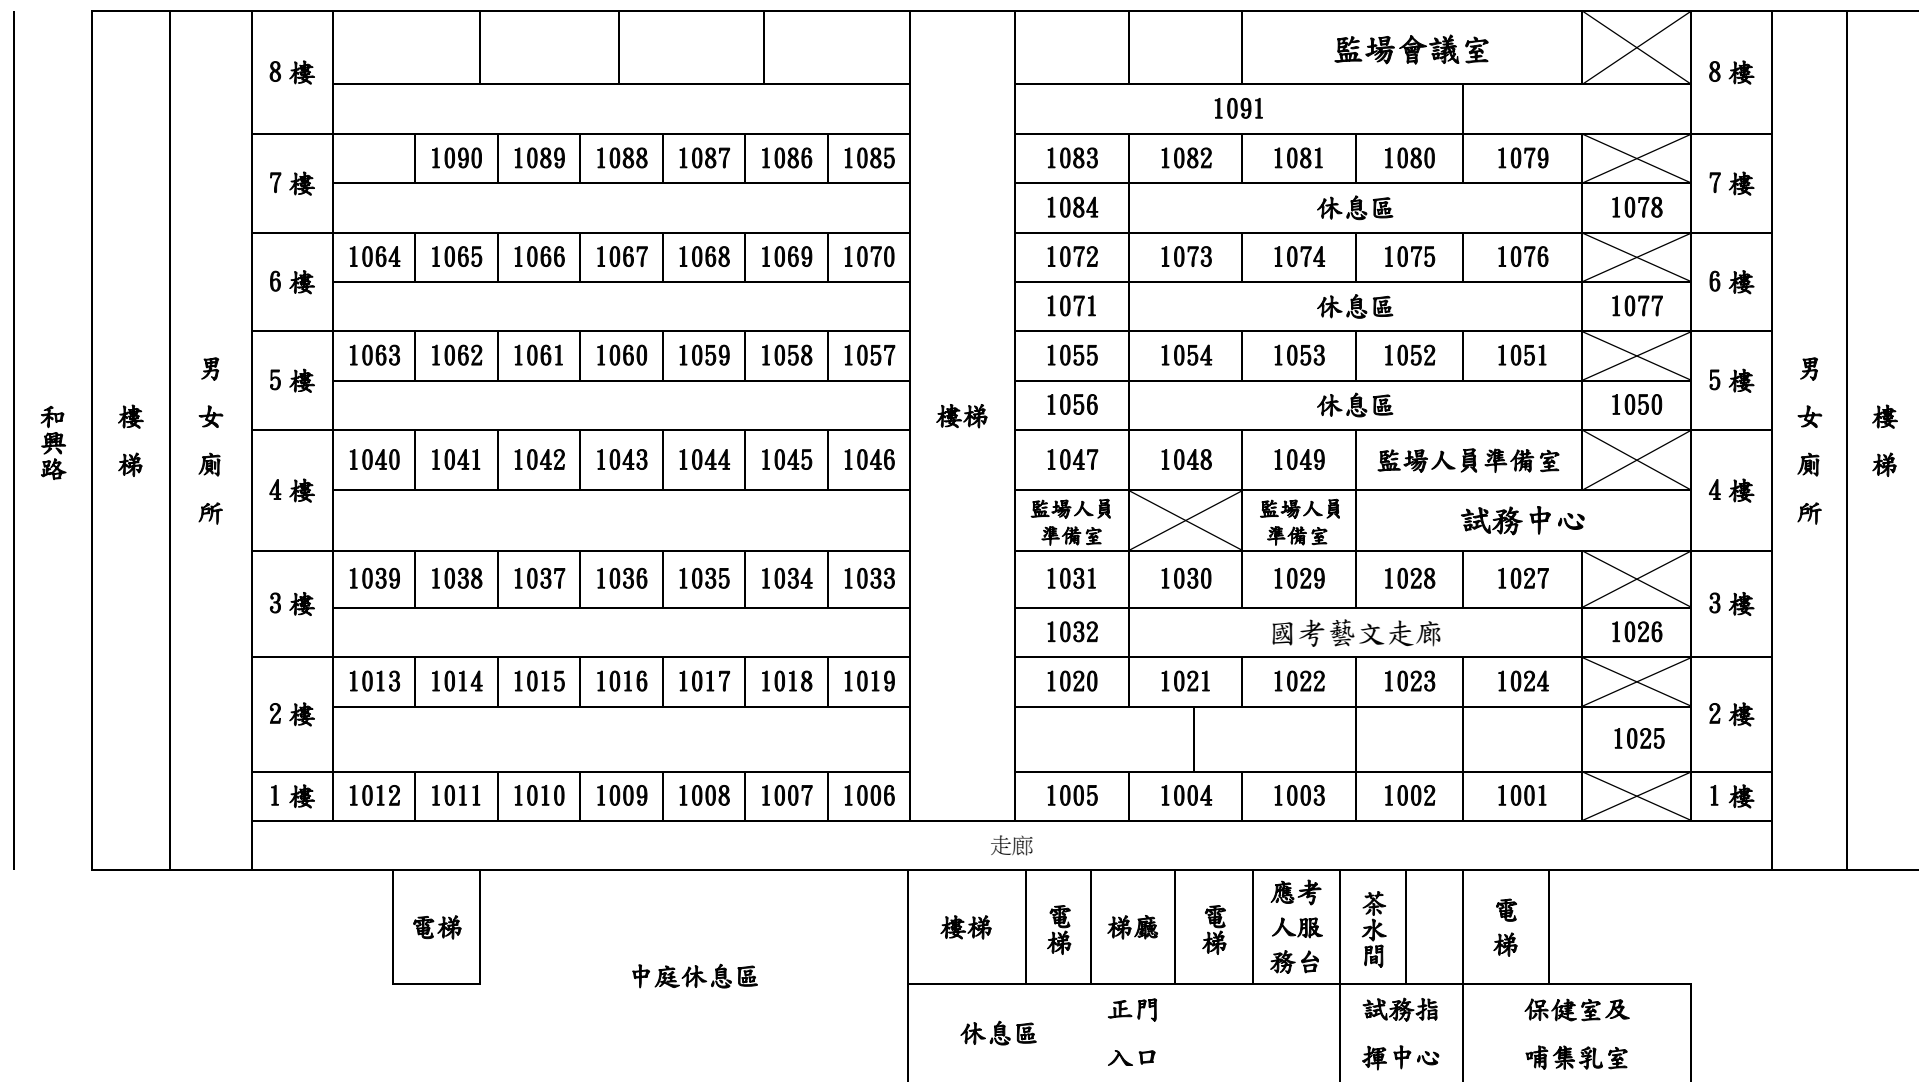 監場會議室
8樓
8樓
1091
1090 1089 1088 1087 1086 1085 1083 1082 1081 1080 1079
7樓
7樓
1084 休息區 1078
1064 1065 1066 1067 1068 1069 1070 1072 1073 1074 1075 1076
6樓
6樓
1071 休息區 1077
1063 1062 1061 1060 1059 1058 1057 1055 1054 1053 1052 1051
5樓
5樓
1056 休息區 1050
和興路
樓梯
男女廁所
樓梯
男女廁所
樓梯
1040 1041 1042 1043 1044 1045 1046 1047 1048 1049 監場人員準備室
4樓
4樓
監場人員
準備室
監場人員
準備室
試務中心
1039 1038 1037 1036 1035 1034 1033 1031 1030 1029 1028 1027
3樓
3樓
1032 國考藝文走廊 1026
1013 1014 1015 1016 1017 1018 1019 1020 1021 1022 1023 1024
2樓
2樓
1025
1樓 1012 1011 1010 1009 1008 1007 1006 1005 1004 1003 1002 1001 1樓
走廊
電梯
中庭休息區
樓梯
電梯
梯廳
電梯
應考
人服
務台
茶水間
電梯
休息區
正門
入口
試務指
揮中心
保健室及
哺集乳室